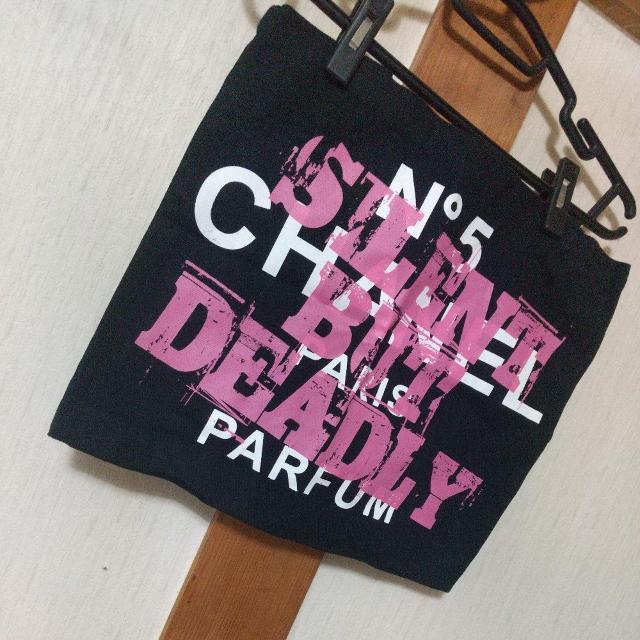 N°5
CHANEL
PARIS
PARFUM
SILENT
BUT
DEADLY